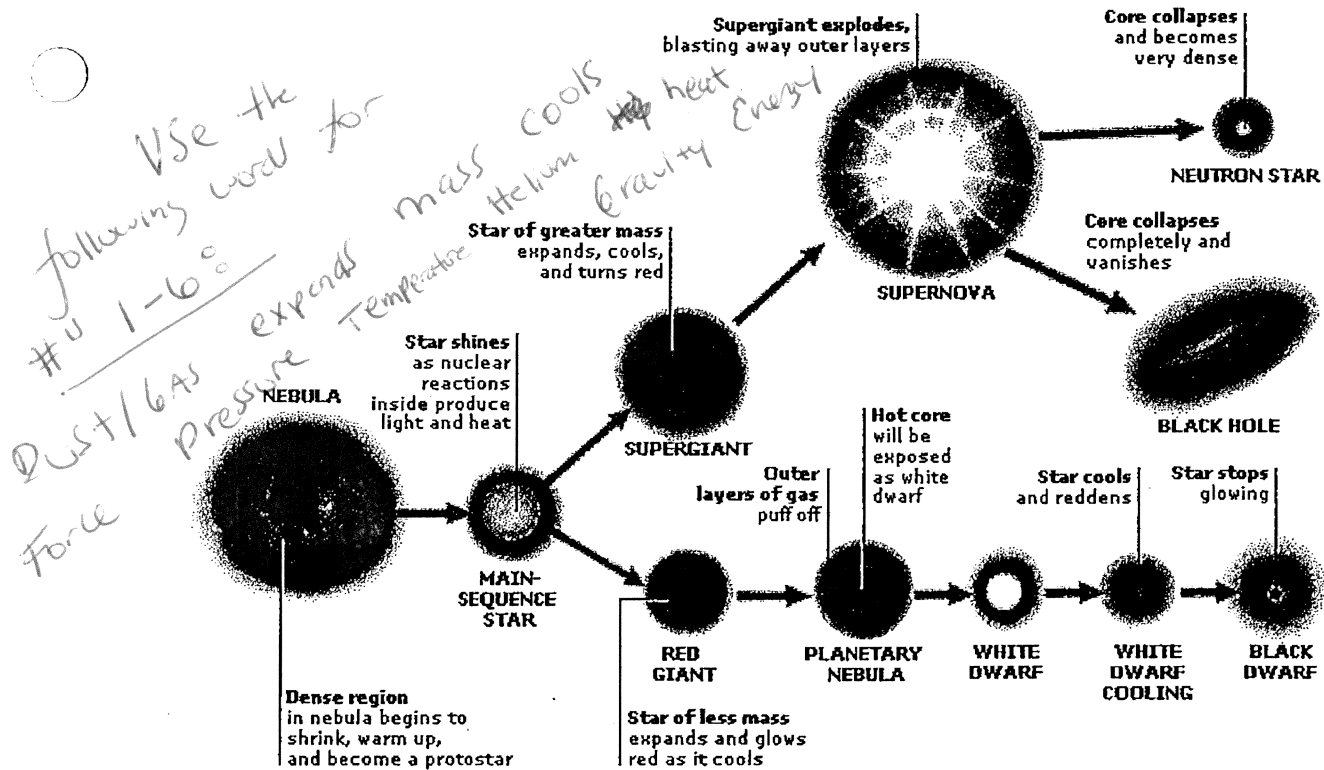 Use the
following word for
#'s 1-6:
Dust/GAS expands mass cools
Pressure Temperature Helium heat
Force Gravity Energy
Supergiant explodes,
blasting away outer layers
Core collapses
and becomes
very dense
NEUTRON STAR
Star of greater mass
expands, cools,
and turns red
SUPERNOVA
Core collapses
completely and
vanishes
BLACK HOLE
Star shines
as nuclear
reactions
inside produce
light and heat
NEBULA
SUPERGIANT
Outer
layers of gas
puff off
Hot core
will be
exposed
as white
dwarf
Star cools
and reddens
Star stops
glowing
MAIN-
SEQUENCE
STAR
RED
GIANT
PLANETARY
NEBULA
WHITE
DWARF
WHITE
DWARF
COOLING
BLACK
DWARF
Dense region
in nebula begins to
shrink, warm up,
and become a protostar
Star of less mass
expands and glows
red as it cools